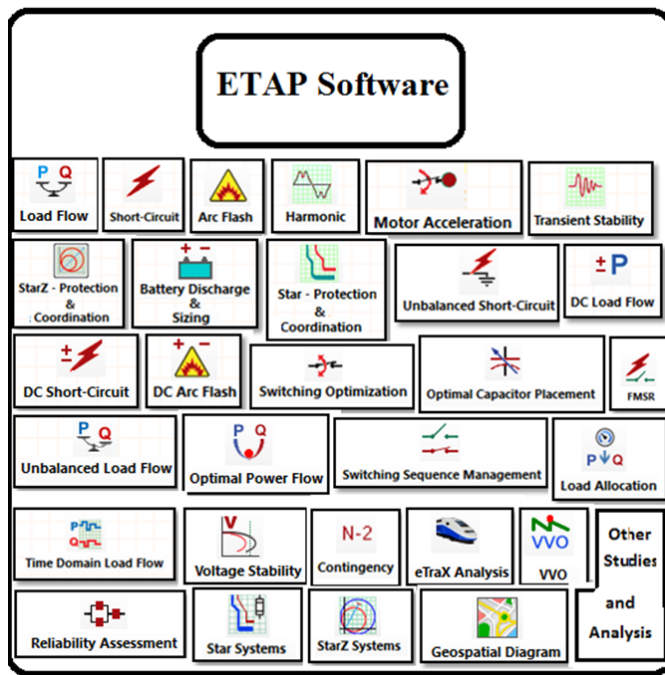 ETAP Software
P Q
Load Flow
Short-Circuit
Arc Flash
Harmonic
Motor Acceleration
Transient Stability
StarZ - Protection
&
Coordination
+ −
Battery Discharge
&
Sizing
Star - Protection
&
Coordination
Unbalanced Short-Circuit
± P
DC Load Flow
±
DC Short-Circuit
+ −
DC Arc Flash
Switching Optimization
Optimal Capacitor Placement
FMSR
P Q
Unbalanced Load Flow
P Q
Optimal Power Flow
Switching Sequence Management
P Q
Load Allocation
P
Q
Time Domain Load Flow
V
Voltage Stability
N-2
Contingency
eTraX Analysis
VVO
VVO
Other
Studies
and
Analysis
Reliability Assessment
Star Systems
StarZ Systems
Geospatial Diagram